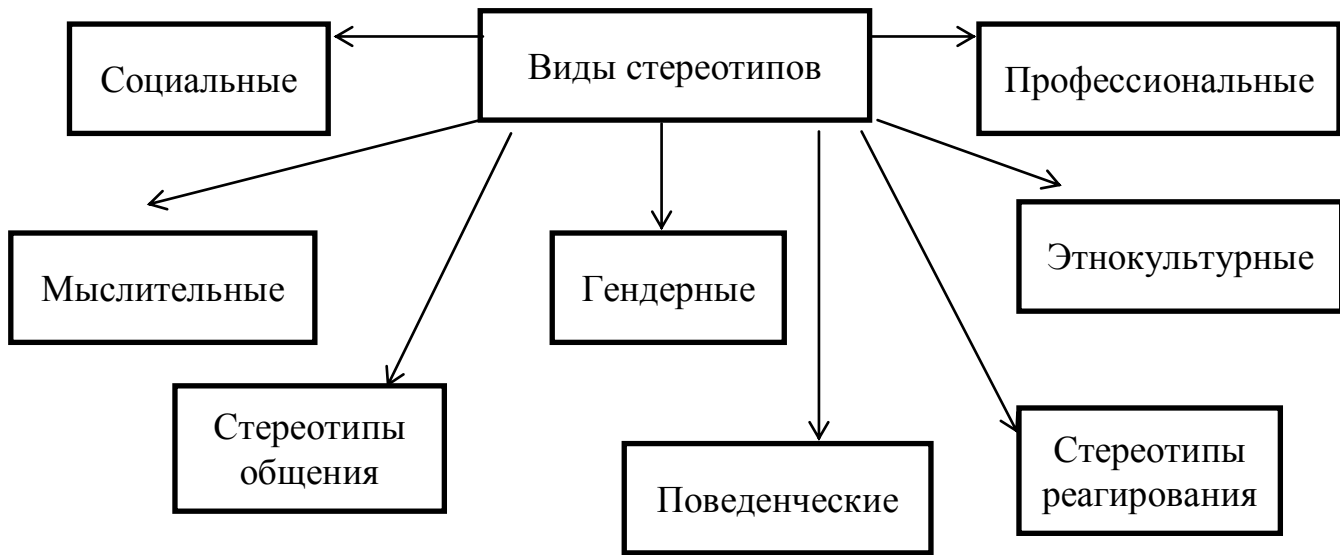 Виды стереотипов
Социальные
Профессиональные
Мыслительные
Гендерные
Этнокультурные
Стереотипы
общения
Поведенческие
Стереотипы
реагирования